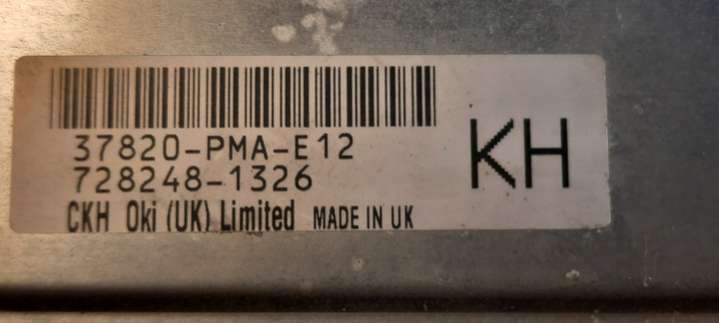 37820-PMA-E12
728248-1326
KH
CKH Oki (UK) Limited MADE IN UK